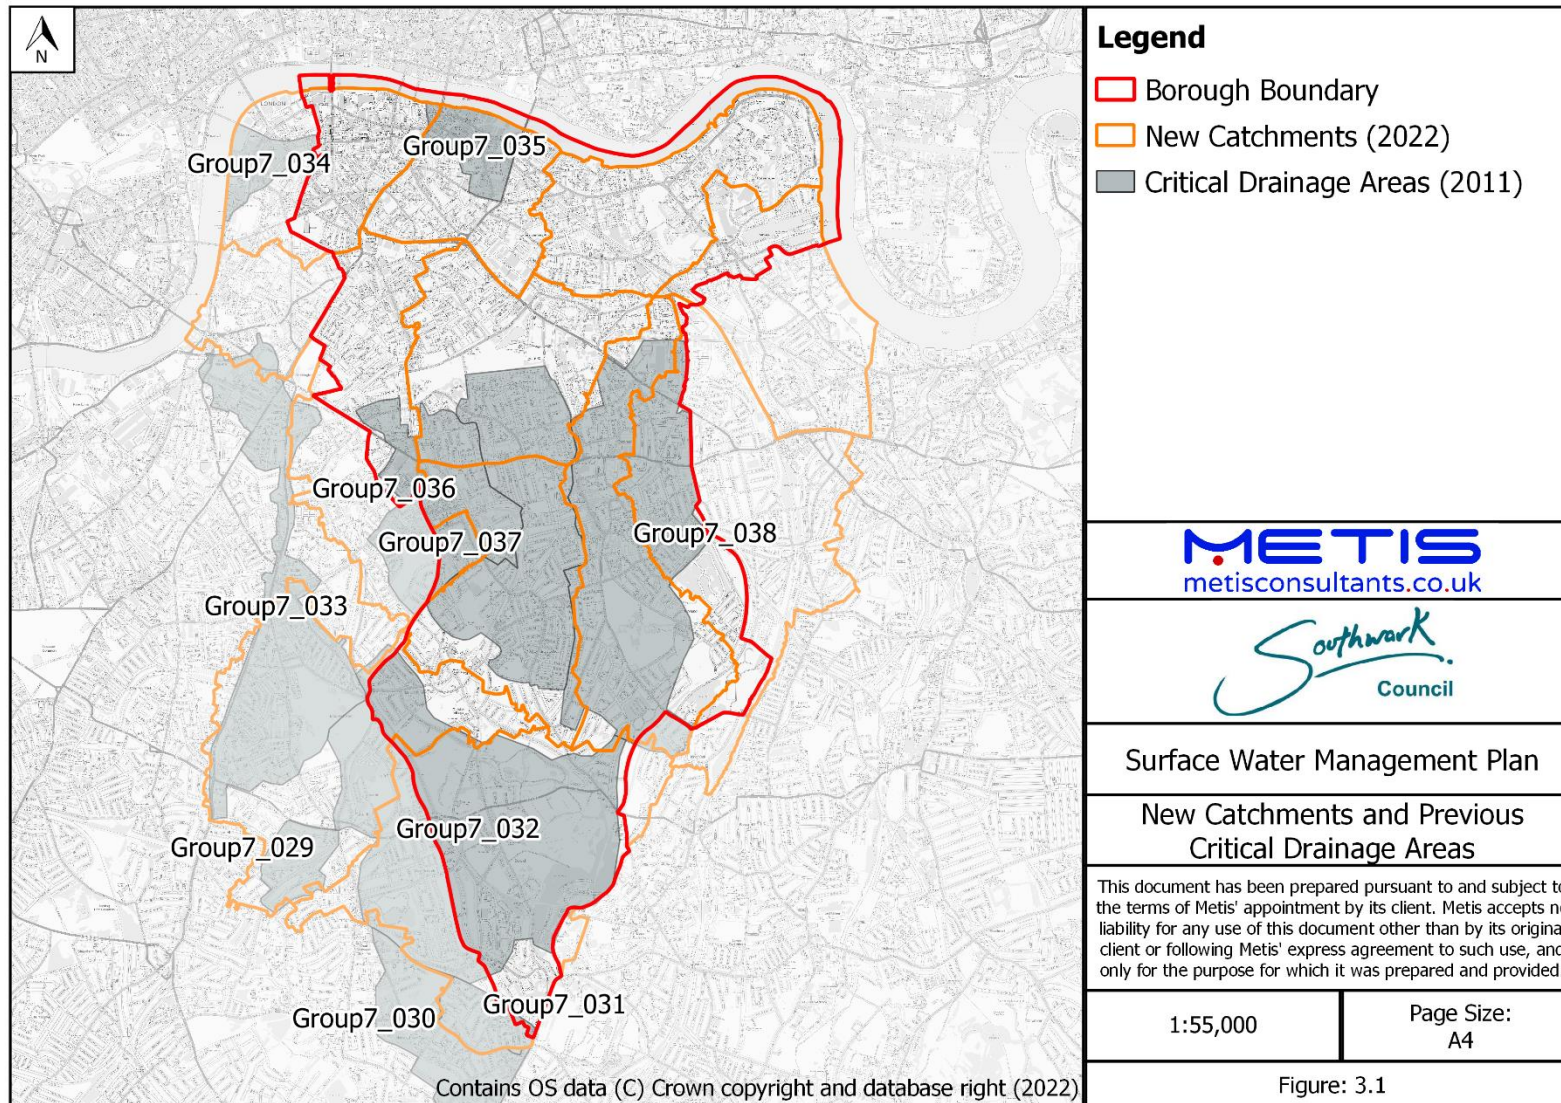 N
LONDON
Group7_034
Group7_035
Group7_036
Group7_037
Group7_038
Group7_033
Group7_032
Group7_029
Group7_031
Group7_030
Contains OS data (C) Crown copyright and database right (2022)
Legend
Borough Boundary
New Catchments (2022)
Critical Drainage Areas (2011)
METIS
metisconsultants.co.uk
Southwark
Council
Surface Water Management Plan
New Catchments and Previous
Critical Drainage Areas
This document has been prepared pursuant to and subject to
the terms of Metis' appointment by its client. Metis accepts no
liability for any use of this document other than by its origina
client or following Metis' express agreement to such use, and
only for the purpose for which it was prepared and provided
1:55,000
Page Size:
A4
Figure: 3.1